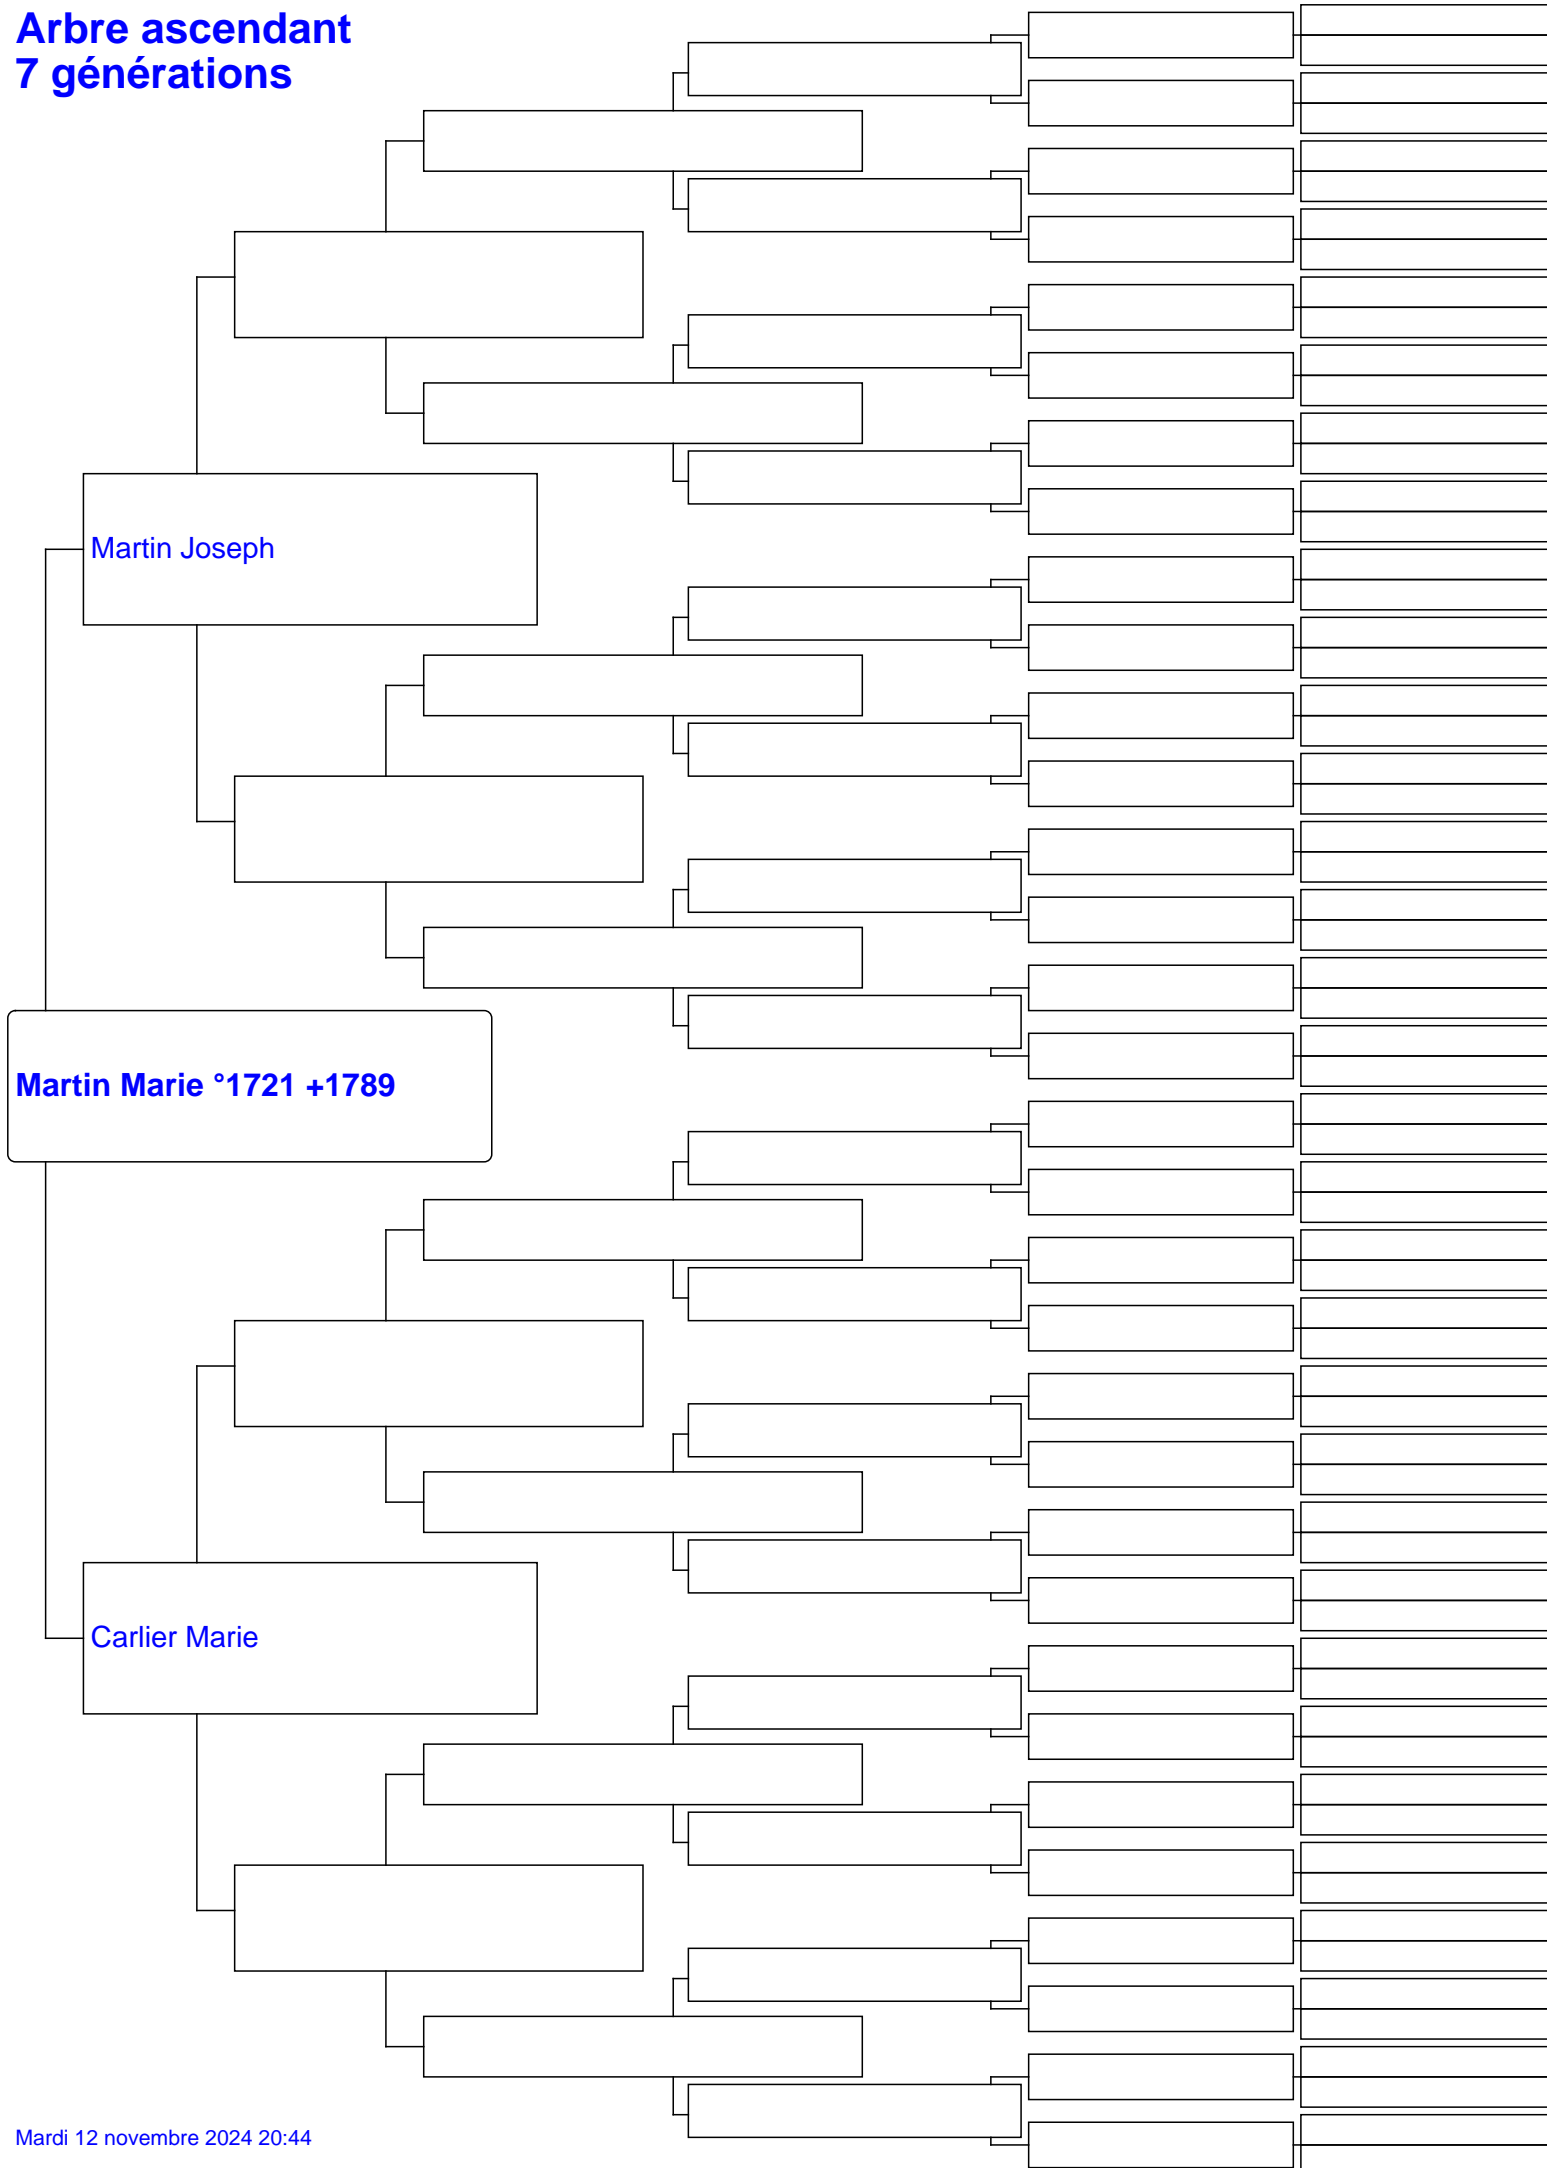 Arbre ascendant
7 générations
Martin Joseph
Martin Marie °1721 +1789
Carlier Marie
Mardi 12 novembre 2024 20:44